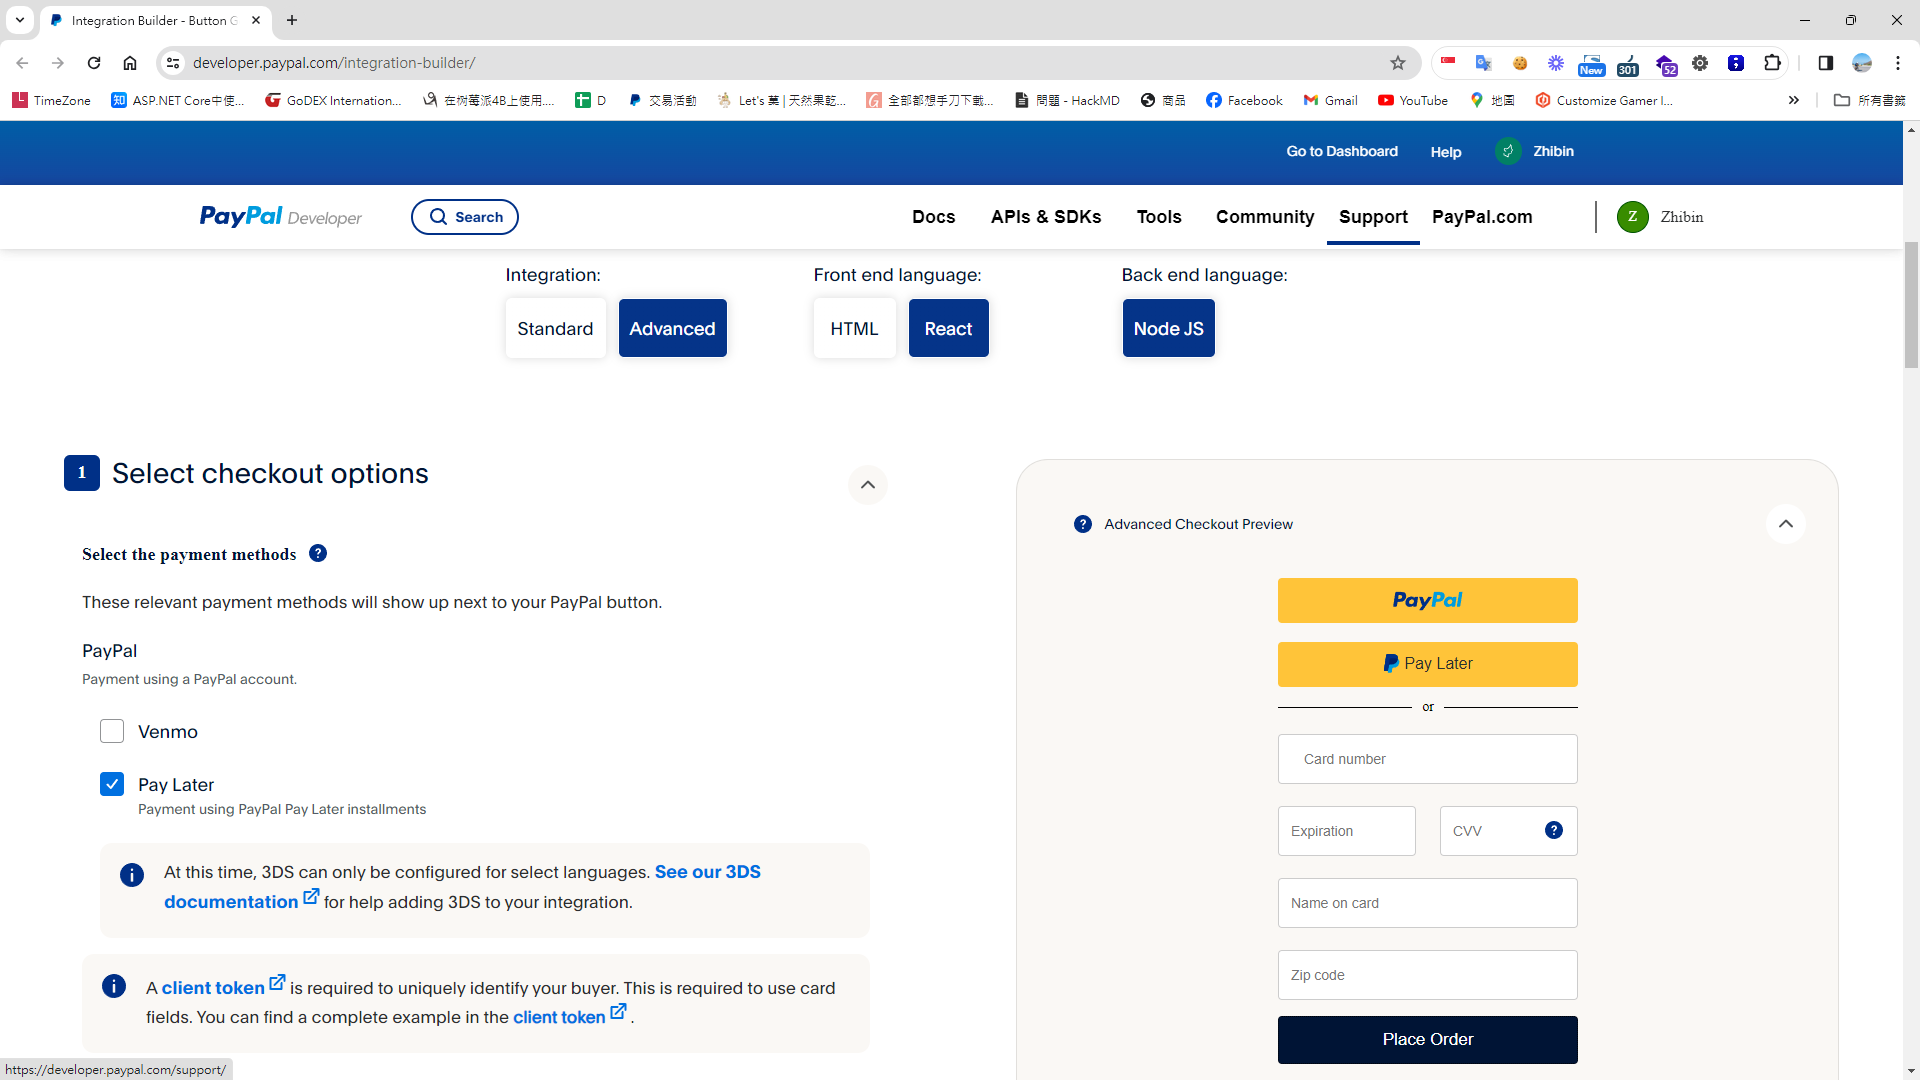 Integration Builder - Button G
developer.paypal.com/integration-builder/
New
301
52
TimeZone
ASP.NET Core中使...
GoDEX Internation...
在树莓派4B上使用....
D
交易活動
Let's 菓 | 天然果乾...
全部都想手刀下載...
問題 - HackMD
商品
Facebook
Gmail
YouTube
地圖
Customize Gamer I...
所有書籤
Go to Dashboard
Help
Zhibin
PayPal Developer
Search
Docs
APIs & SDKs
Tools
Community
Support
PayPal.com
Z
Zhibin
Integration:
Front end language:
Back end language:
Standard
Advanced
HTML
React
Node JS
1
Select checkout options
Advanced Checkout Preview
Select the payment methods
These relevant payment methods will show up next to your PayPal button.
PayPal
Payment using a PayPal account.
Venmo
Pay Later
Payment using PayPal Pay Later installments
At this time, 3DS can only be configured for select languages. See our 3DS
documentation for help adding 3DS to your integration.
A client token is required to uniquely identify your buyer. This is required to use card
fields. You can find a complete example in the client token .
PayPal
Pay Later
or
Card number
Expiration
CVV
Name on card
Zip code
Place Order
https://developer.paypal.com/support/